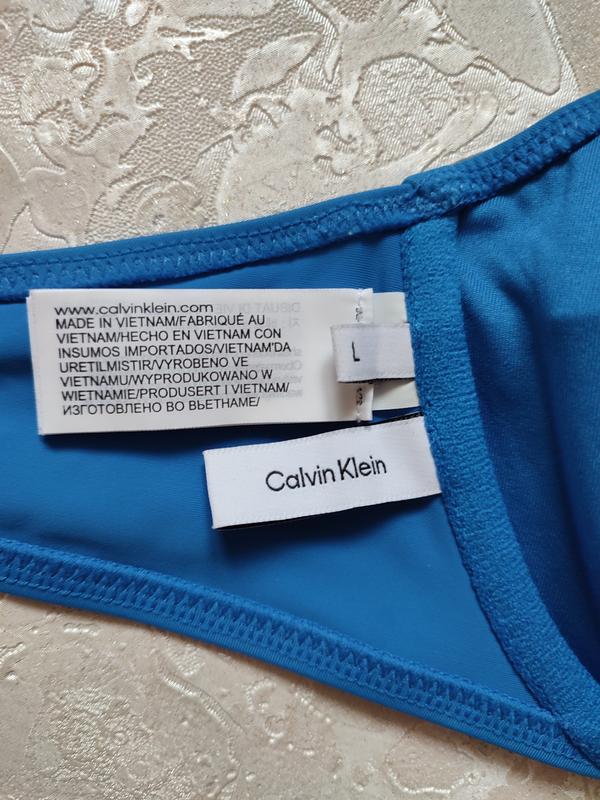 www.calvinklein.com
MADE IN VIETNAM/FABRIQUÉ AU
VIETNAM/HECHO EN VIETNAM CON
INSUMOS IMPORTADOS/VIETNAM'DA
URETILMISTIR/VYROBENO VE
VIETNAMU/WYPRODUKOWANO W
WIETNAMIE/PRODUSERT I VIETNAM/
ИЗГОТОВЛЕНО ВО ВЬЕТНАМЕ/
L
Calvin Klein